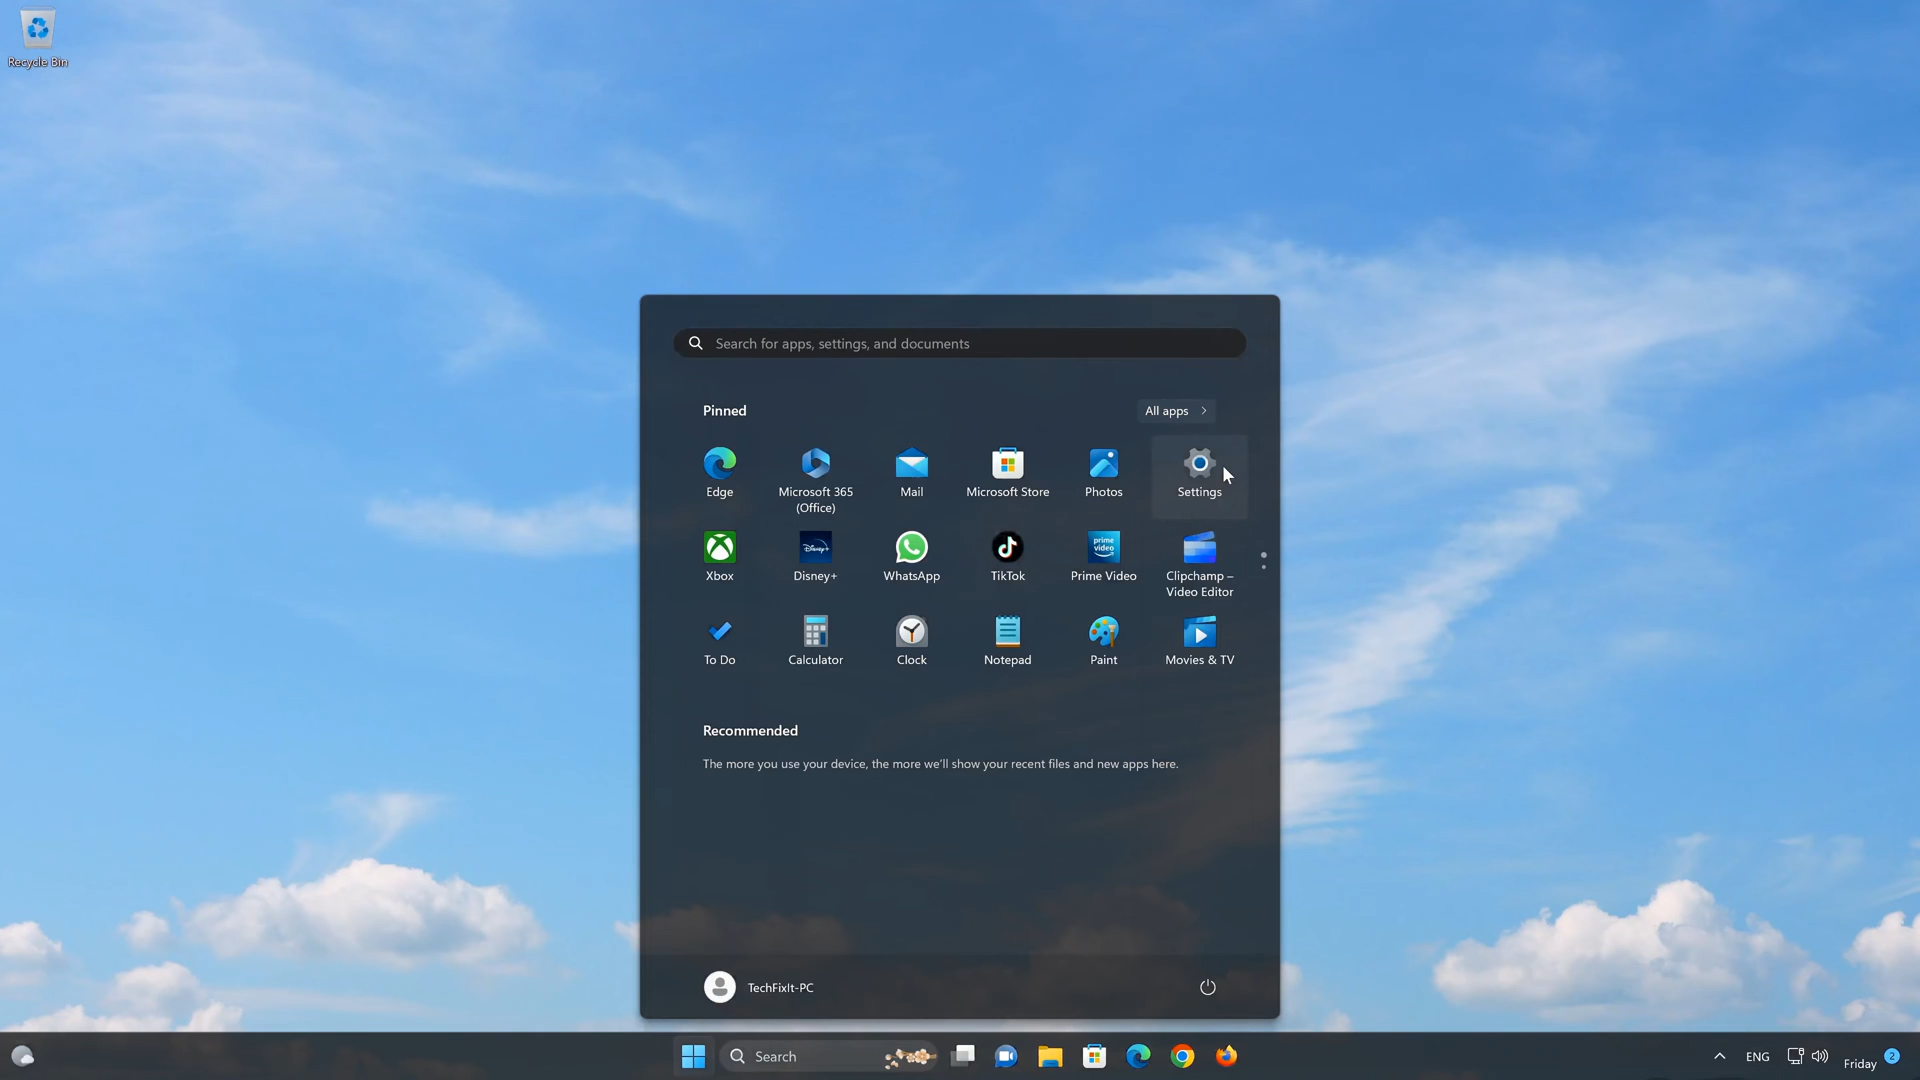 Recycle Bin
Search for apps, settings, and documents
Pinned
All apps
Edge
Microsoft 365
(Office)
Mail
Microsoft Store
Photos
Settings
Xbox
Disney+
WhatsApp
TikTok
prime
video
Prime Video
Clipchamp –
Video Editor
To Do
Calculator
Clock
Notepad
Paint
Movies & TV
Recommended
The more you use your device, the more we'll show your recent files and new apps here.
TechFixIt-PC
Search
ENG
Friday
2